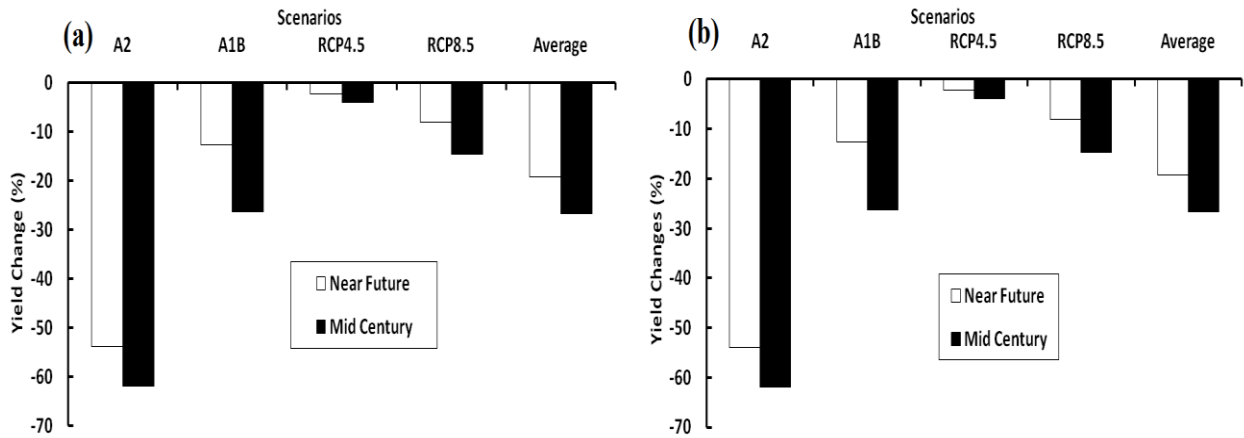 (a)
Scenarios
A2 A1B RCP4.5 RCP8.5 Average
0
-10
-20
-30
-40
-50
-60
-70
Yield Change (%)
Near Future
Mid Century
(b)
Scenarios
A2 A1B RCP4.5 RCP8.5 Average
0
-10
-20
-30
-40
-50
-60
-70
Yield Changes (%)
Near Future
Mid Century